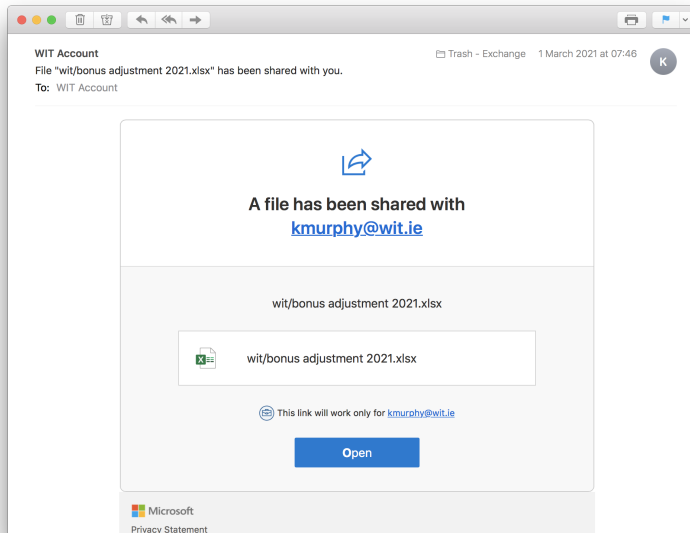 WIT Account
Trash - Exchange 1 March 2021 at 07:46
K
File "wit/bonus adjustment 2021.xlsx" has been shared with you.
To: WIT Account
A file has been shared with
kmurphy@wit.ie
wit/bonus adjustment 2021.xlsx
X
wit/bonus adjustment 2021.xlsx
This link will work only for kmurphy@wit.ie
Open
Microsoft
Privacy Statement